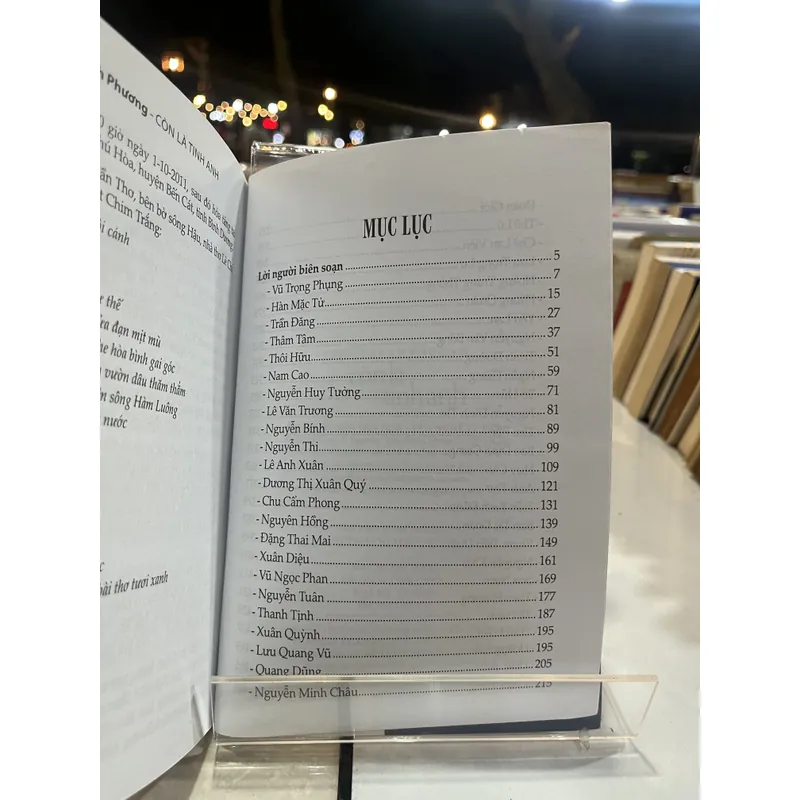 h Phương - CÒN LÀ TINH ANH
giờ ngày 1-10-2011, sau đó hỏa táng
hú Hòa, huyện Bến Cát, tỉnh Bình Dương
ần Thơ, bên bờ sông Hậu, nhà thơ Lê
t Chim Trắng:
i cánh
ư thế
ửa đạn mịt mù
he hòa bình gai góc
vườn dâu thăm thẳm
n sông Hàm Luông
nước
c
bài thơ tươi xanh
MỤC LỤC
Lời người biên soạn 5
- Vũ Trọng Phụng 7
- Hàn Mặc Tử 15
- Trần Đăng 27
- Thâm Tâm 37
- Thôi Hữu 51
- Nam Cao 59
- Nguyễn Huy Tưởng 71
- Lê Văn Trương 81
- Nguyễn Bính 89
- Nguyễn Thi 99
- Lê Anh Xuân 109
- Dương Thị Xuân Quý 121
- Chu Cẩm Phong 131
- Nguyên Hồng 139
- Đặng Thai Mai 149
- Xuân Diệu 161
- Vũ Ngọc Phan 169
- Nguyễn Tuân 177
- Thanh Tịnh 187
- Xuân Quỳnh 195
- Lưu Quang Vũ 195
- Quang Dũng 205
- Nguyễn Minh Châu 215